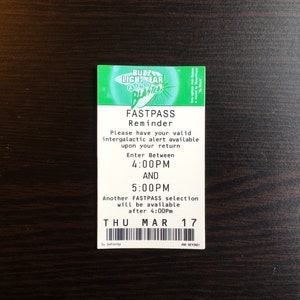 BUZZ
LIGHTYEAR
FASTPASS
Reminder
Please have your valid
intergalactic alert available
upon your return
Enter Between
4:00PM
AND
5:00PM
Another FASTPASS selection
will be available
after 4:00Pm
THU MAR 17